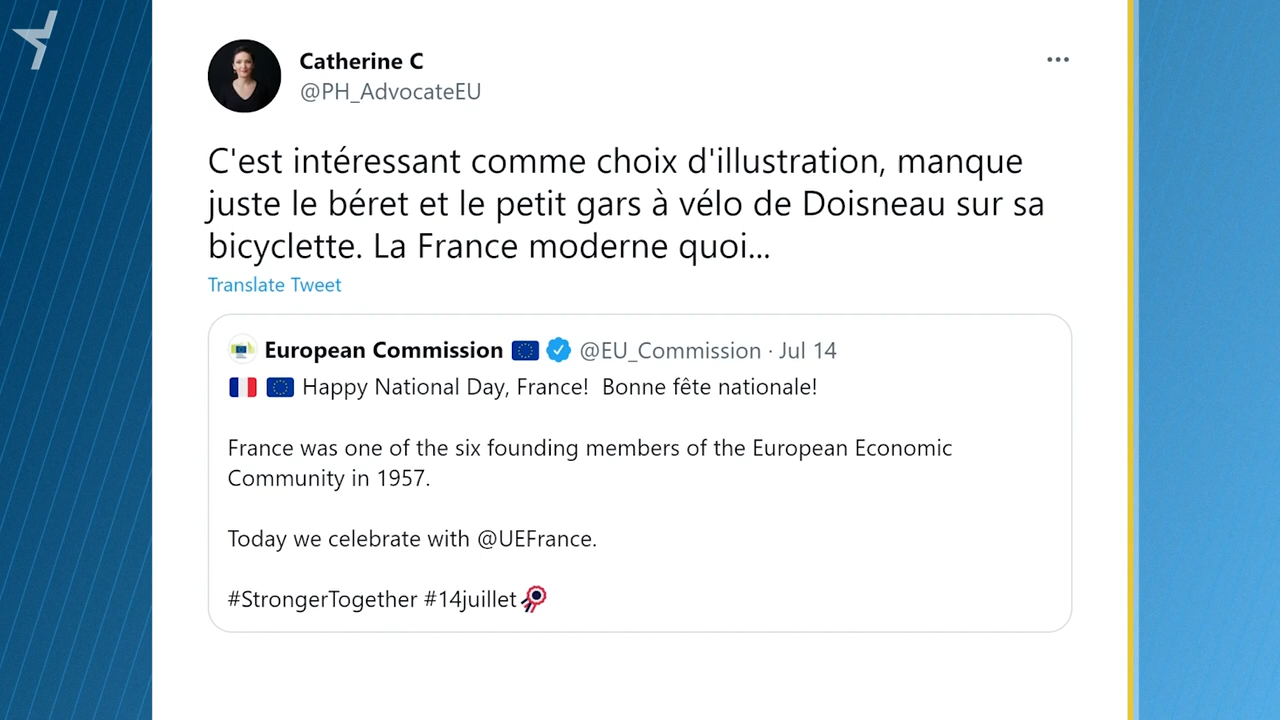 Catherine C
@PH_AdvocateEU
C'est intéressant comme choix d'illustration, manque
juste le béret et le petit gars à vélo de Doisneau sur sa
bicyclette. La France moderne quoi...
Translate Tweet
European Commission 🇪🇺 @EU_Commission · Jul 14
🇫🇷 🇪🇺 Happy National Day, France! Bonne fête nationale!
France was one of the six founding members of the European Economic
Community in 1957.
Today we celebrate with @UEFrance.
#StrongerTogether #14juillet